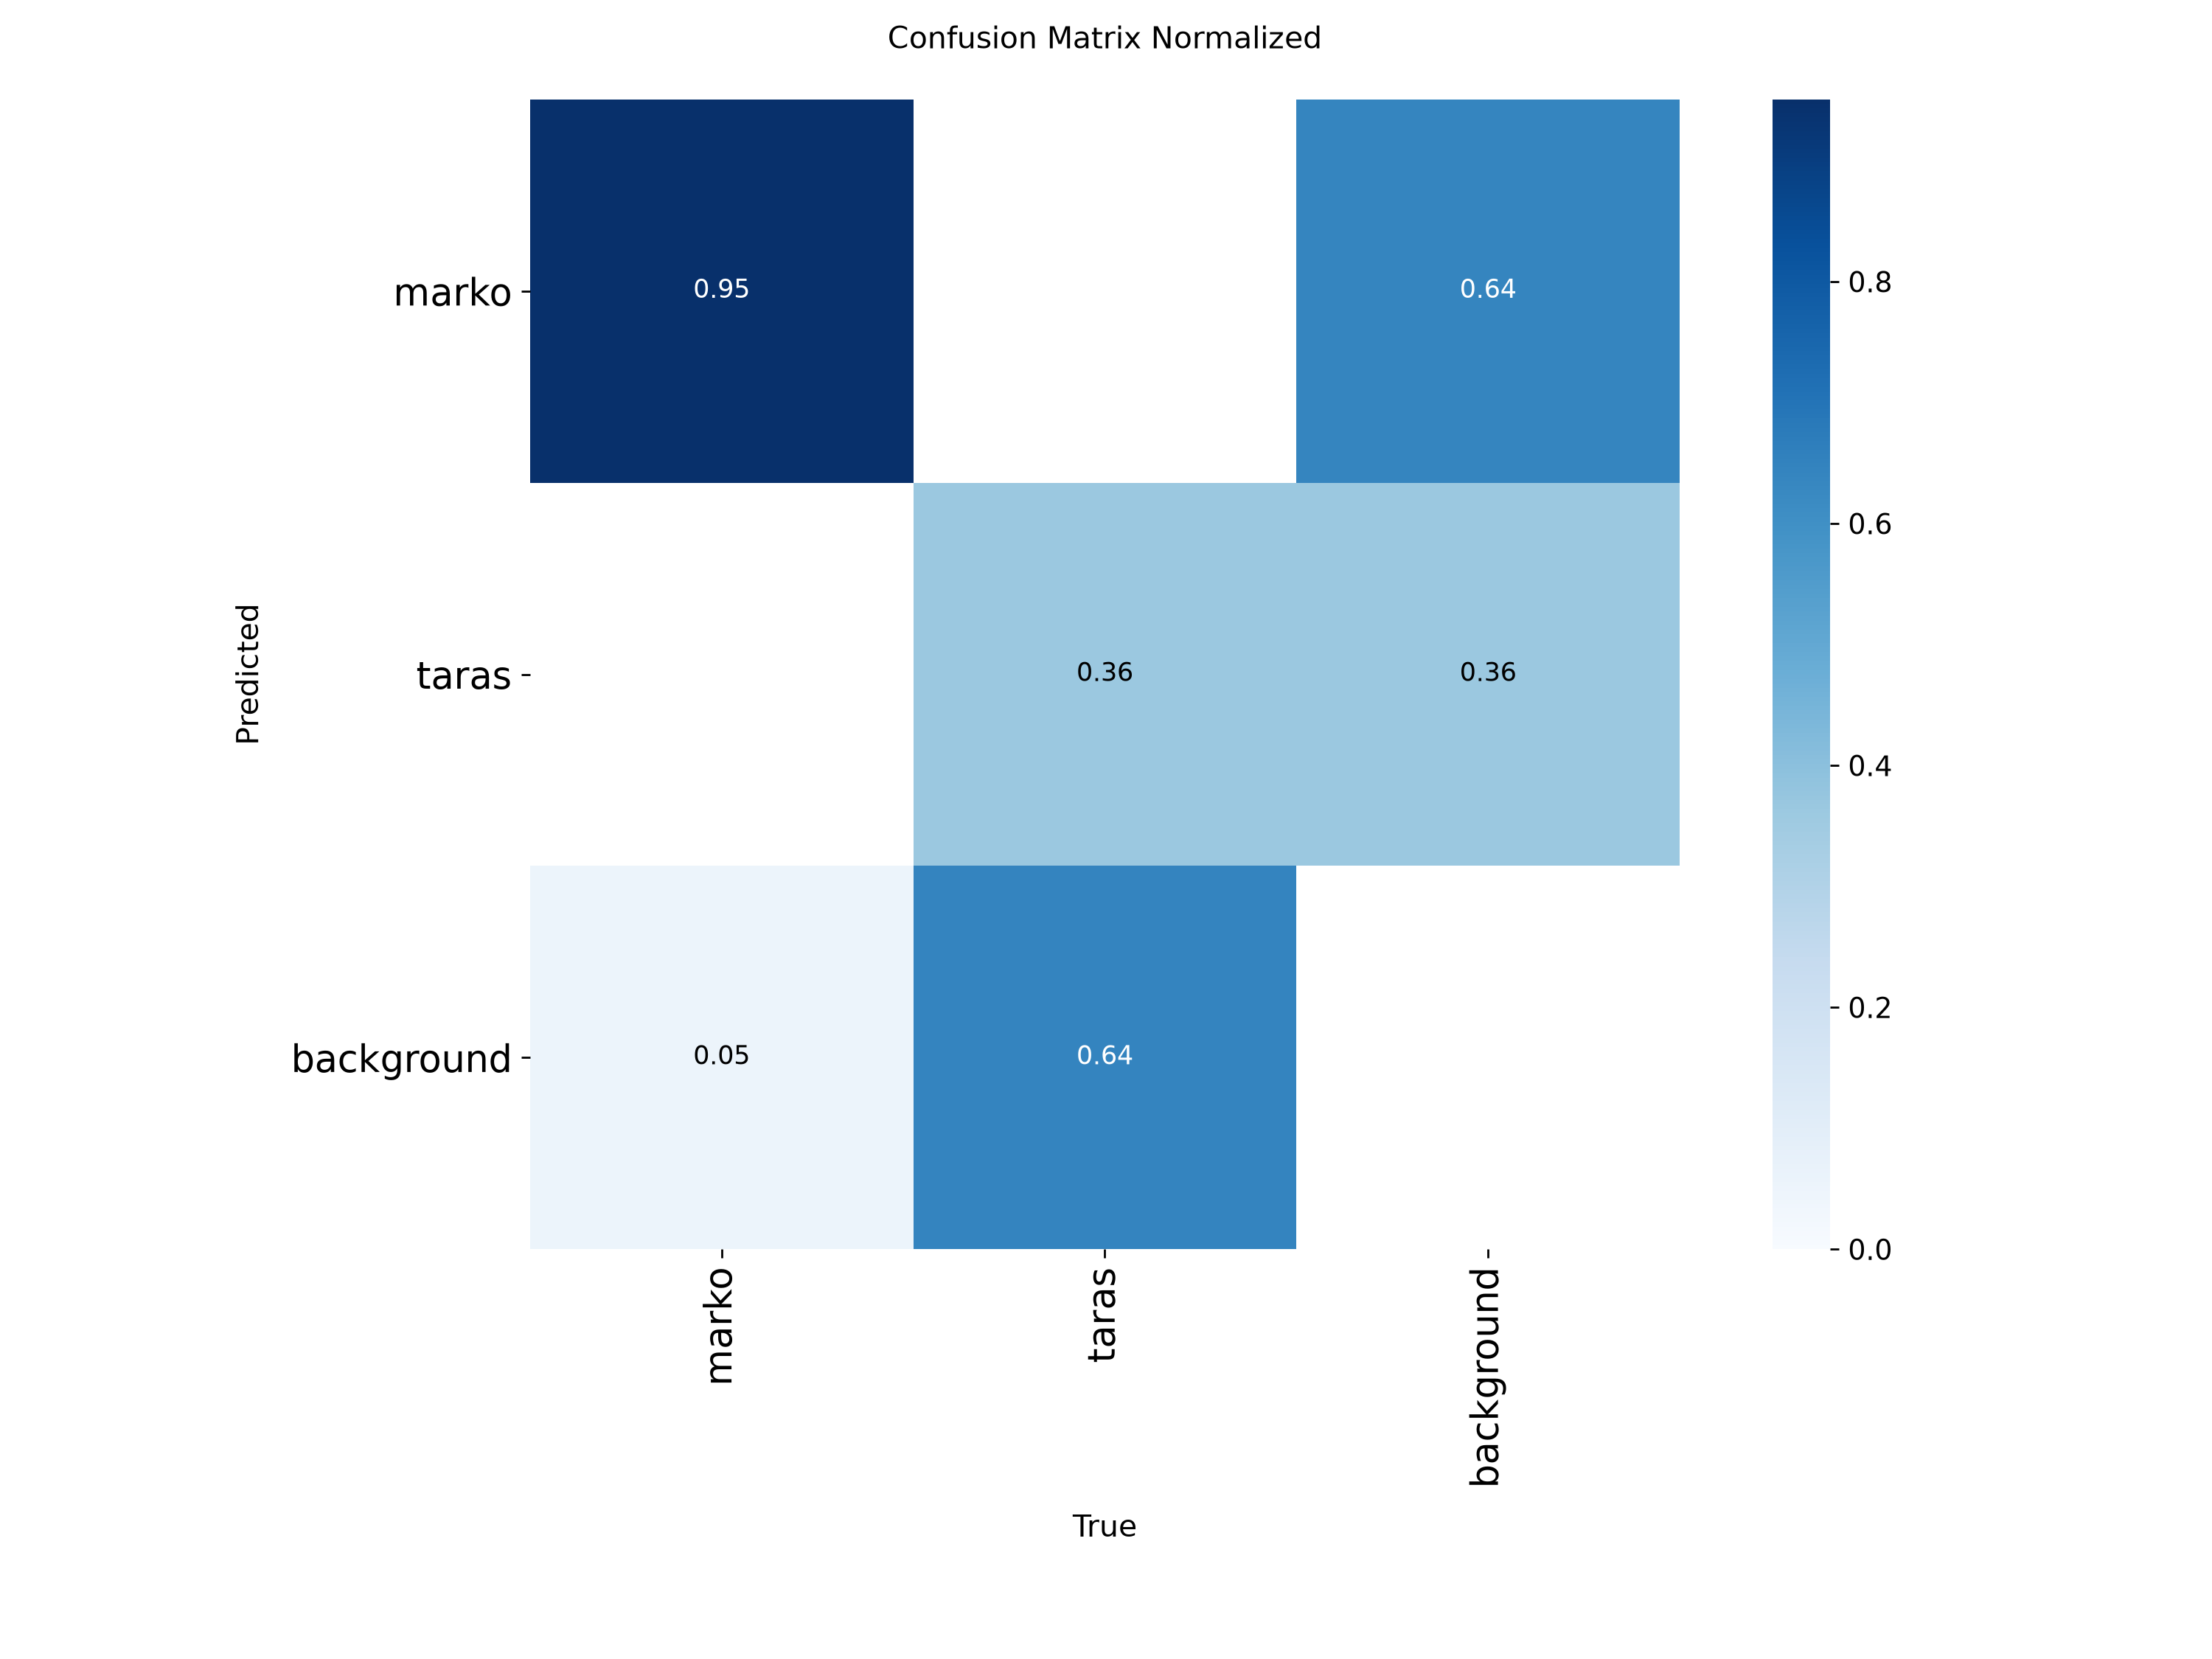 Confusion Matrix Normalized
marko
0.95
0.64
0.8
0.6
Predicted
taras
0.36
0.36
0.4
0.2
background
0.05
0.64
0.0
marko
taras
background
True